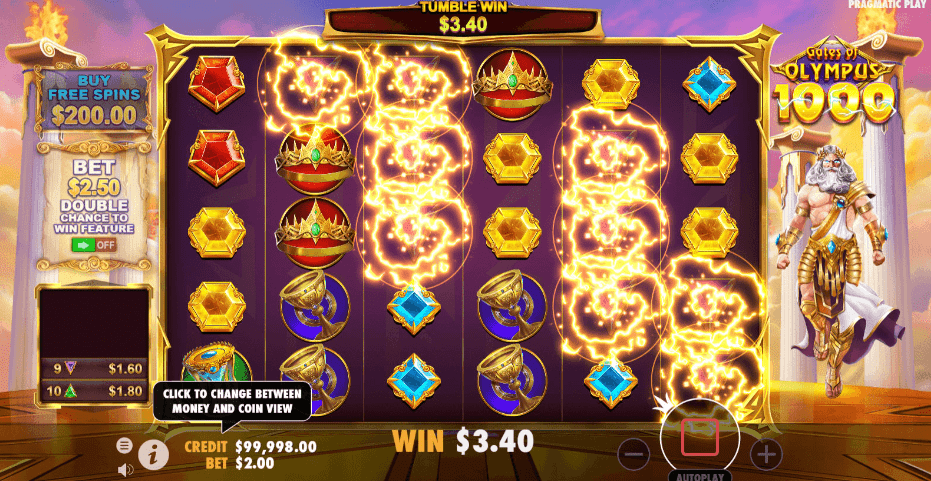 TUMBLE WIN
$3.40
PRAGMATIC PLAY
BUY
FREE SPINS
$200.00
Gates of
OLYMPUS
1000
BET
$2.50
DOUBLE
CHANCE TO
WIN FEATURE
OFF
9 $1.60
10 $1.80
CLICK TO CHANGE BETWEEN
MONEY AND COIN VIEW
CREDIT $99,998.00
BET $2.00
WIN $3.40
AUTOPLAY